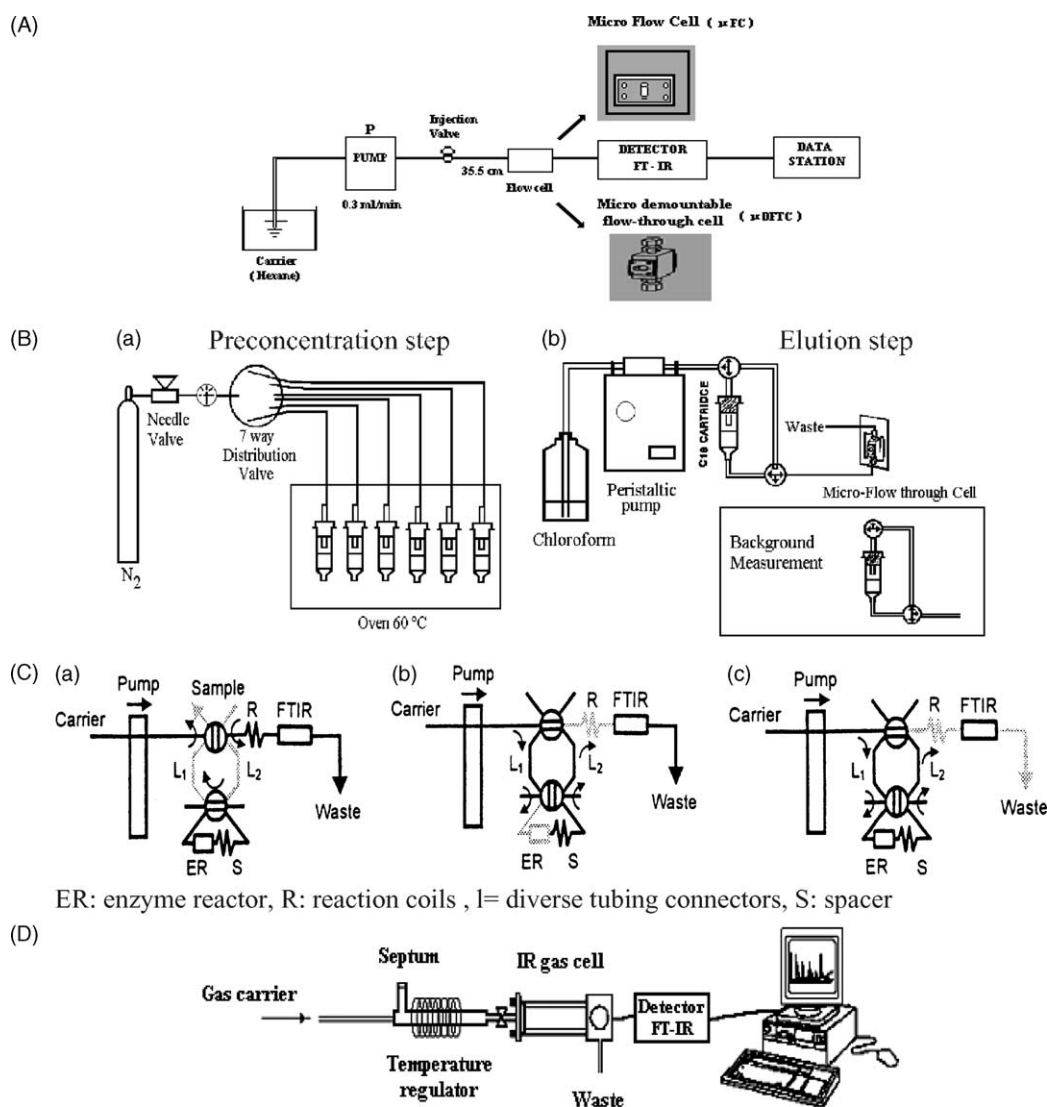 (A)
Micro Flow Cell ( µFC)
P
PUMP
0.3 ml/min
Injection
Valve
35.5 cm
Flow cell
DETECTOR
FT - IR
DATA
STATION
Carrier
(Hexane)
Micro demountable
flow-through cell ( µDFTC)
(B)
(a)
Preconcentration step
Needle
Valve
7 way
Distribution
Valve
N2
Oven 60 °C
(b)
Elution step
C18 CARTRIDGE
Waste
Peristaltic
pump
Chloroform
Micro-Flow through Cell
Background
Measurement
(C)
(a)
Pump
Sample
Carrier
R
FTIR
L1
L2
Waste
ER
S
(b)
Pump
Carrier
R
FTIR
L1
L2
Waste
ER
S
(c)
Pump
Carrier
R
FTIR
L1
L2
Waste
ER
S
ER: enzyme reactor, R: reaction coils , l= diverse tubing connectors, S: spacer
(D)
Septum
IR gas cell
Gas carrier
Detector
FT-IR
Temperature
regulator
Waste